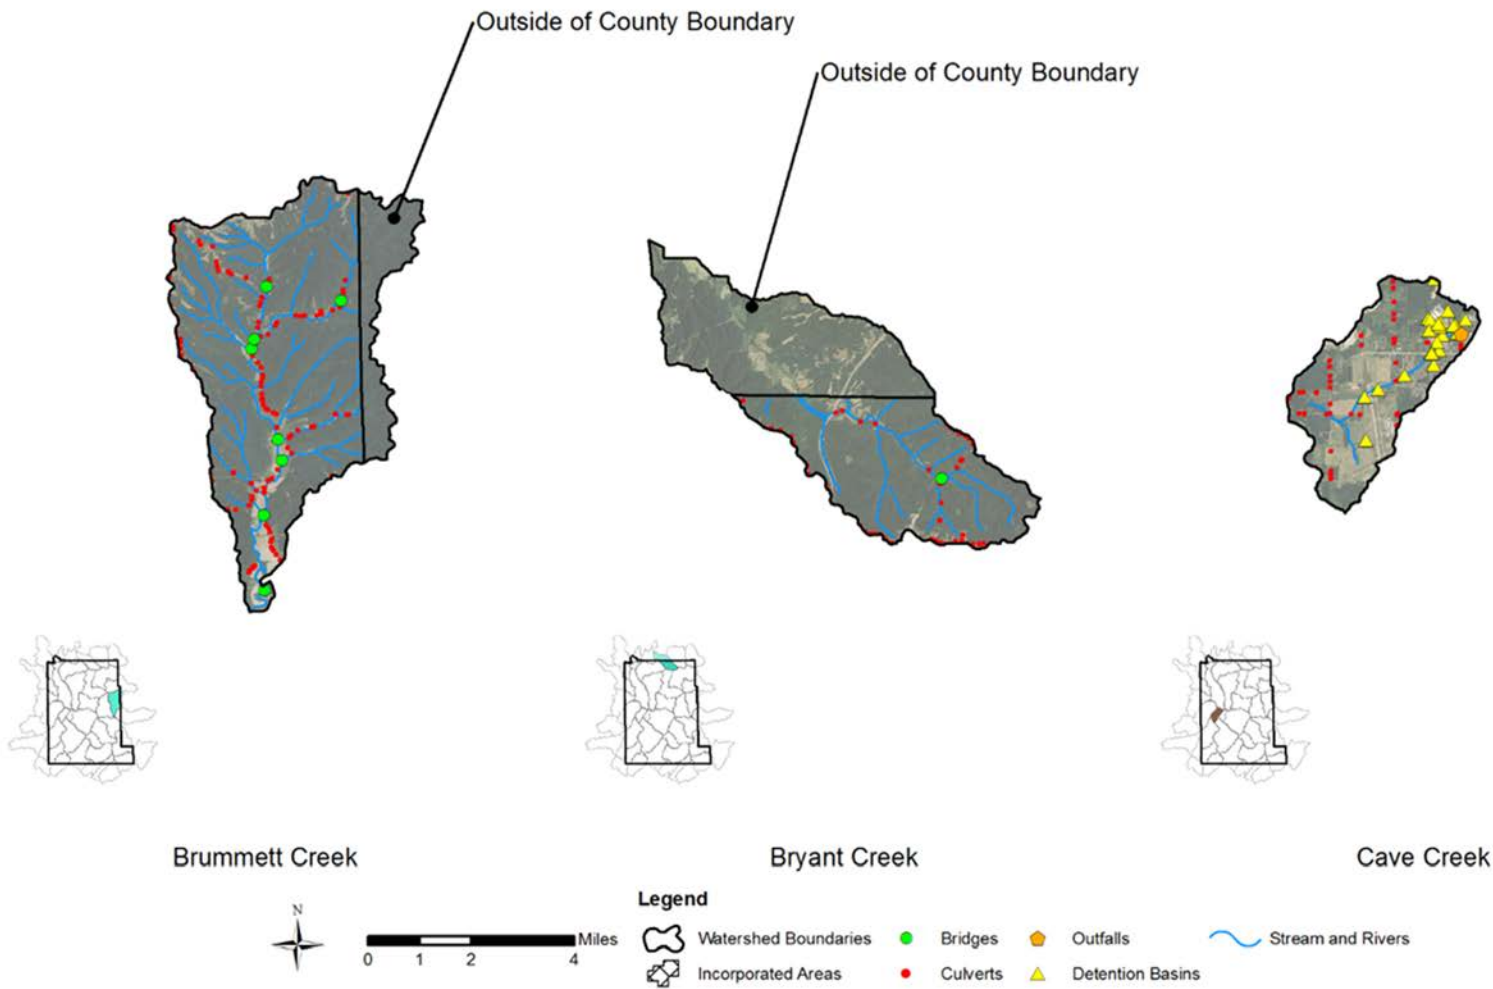 Outside of County Boundary
Outside of County Boundary
Brummett Creek
Bryant Creek
Cave Creek
N
Miles
0 1 2 4
Legend
Watershed Boundaries
Incorporated Areas
Bridges
Culverts
Outfalls
Detention Basins
Stream and Rivers